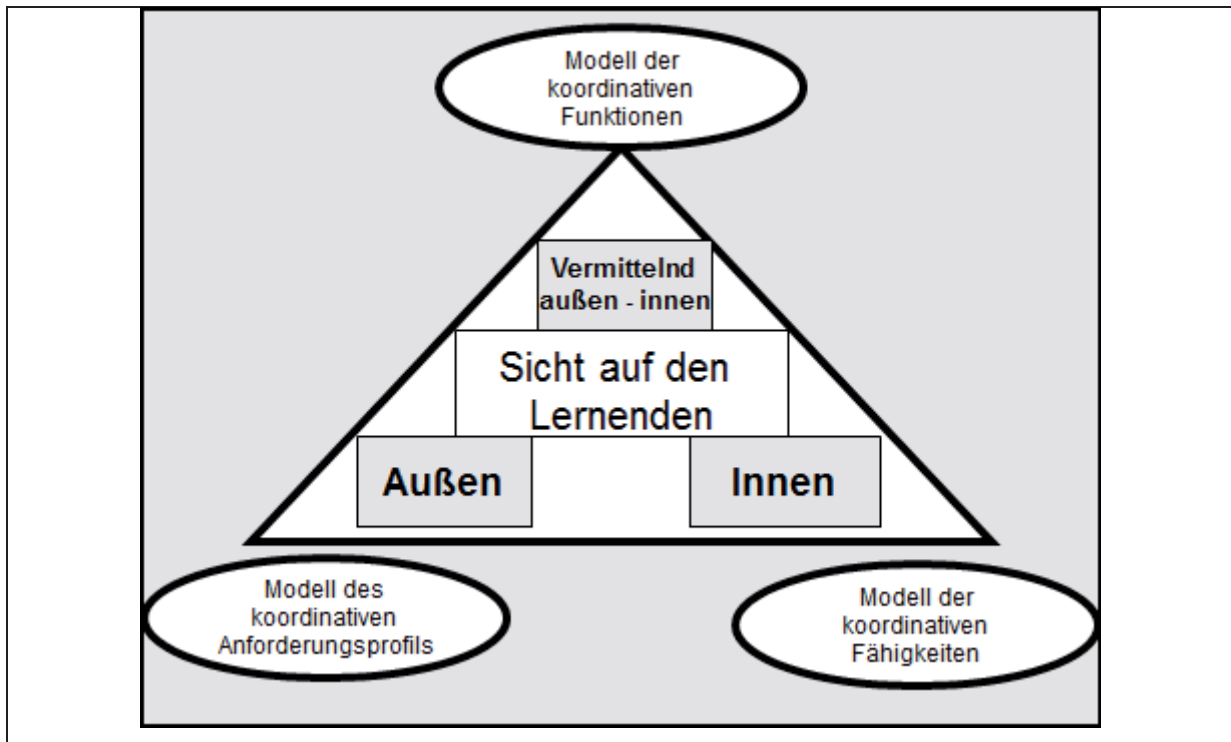 Modell der
koordinativen
Funktionen
Vermittelnd
außen - innen
Sicht auf den
Lernenden
Außen
Innen
Modell des
koordinativen
Anforderungsprofils
Modell der
koordinativen
Fähigkeiten